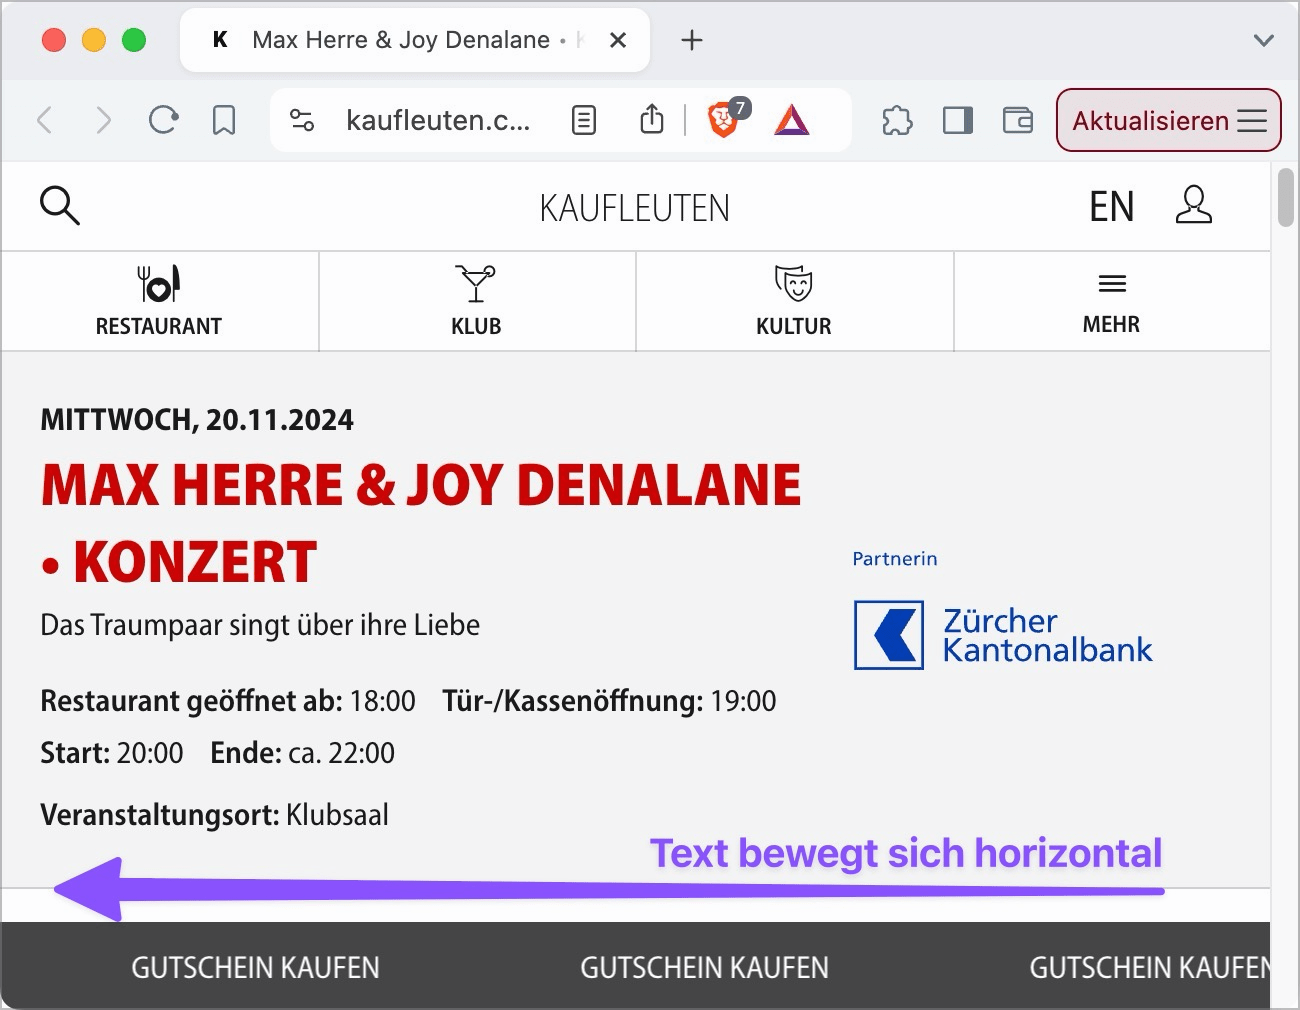 K Max Herre & Joy Denalane •
kaufleuten.c...
7
Aktualisieren
KAUFLEUTEN
EN
RESTAURANT
KLUB
KULTUR
MEHR
MITTWOCH, 20.11.2024
MAX HERRE & JOY DENALANE
• KONZERT
Das Traumpaar singt über ihre Liebe
Partnerin
Zürcher
Kantonalbank
Restaurant geöffnet ab: 18:00 Tür-/Kassenöffnung: 19:00
Start: 20:00 Ende: ca. 22:00
Veranstaltungsort: Klubsaal
Text bewegt sich horizontal
GUTSCHEIN KAUFEN GUTSCHEIN KAUFEN GUTSCHEIN KAUFEN